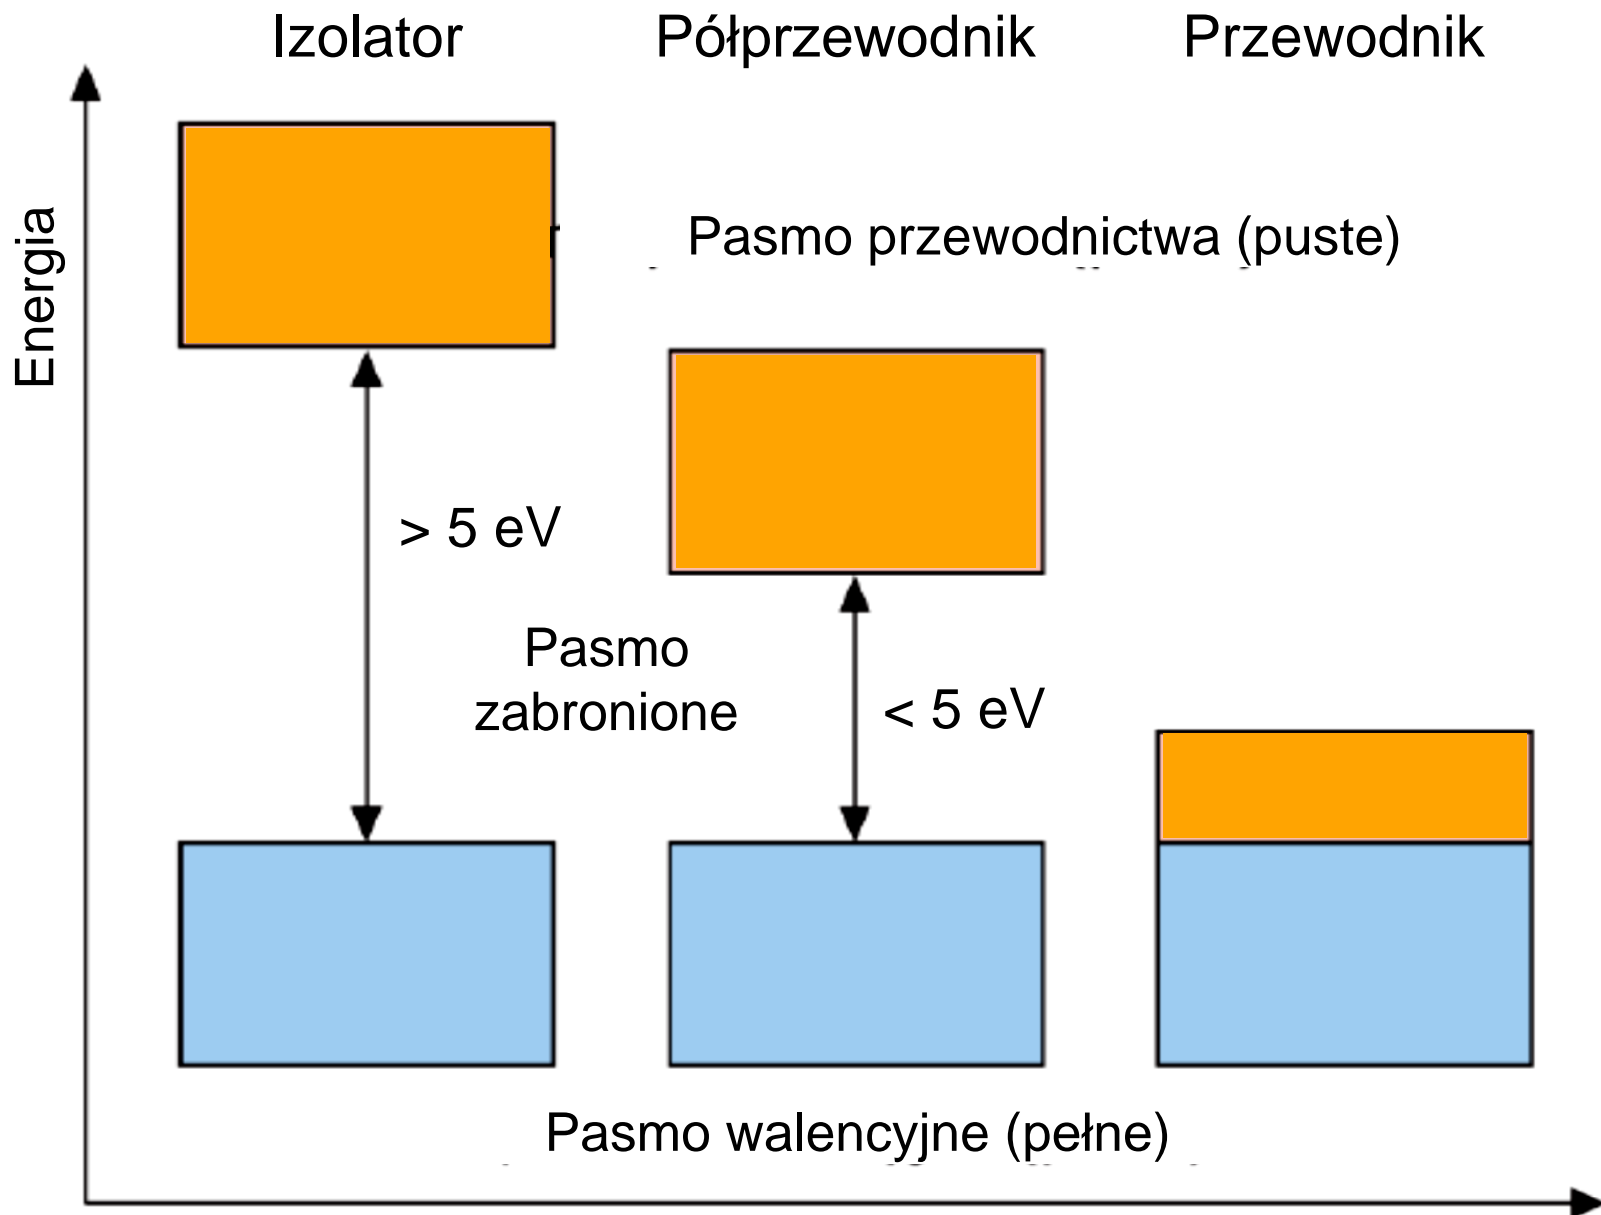 Izolator Półprzewodnik Przewodnik
Energia
Pasmo przewodnictwa (puste)
> 5 eV
Pasmo
zabronione
< 5 eV
Pasmo walencyjne (pełne)